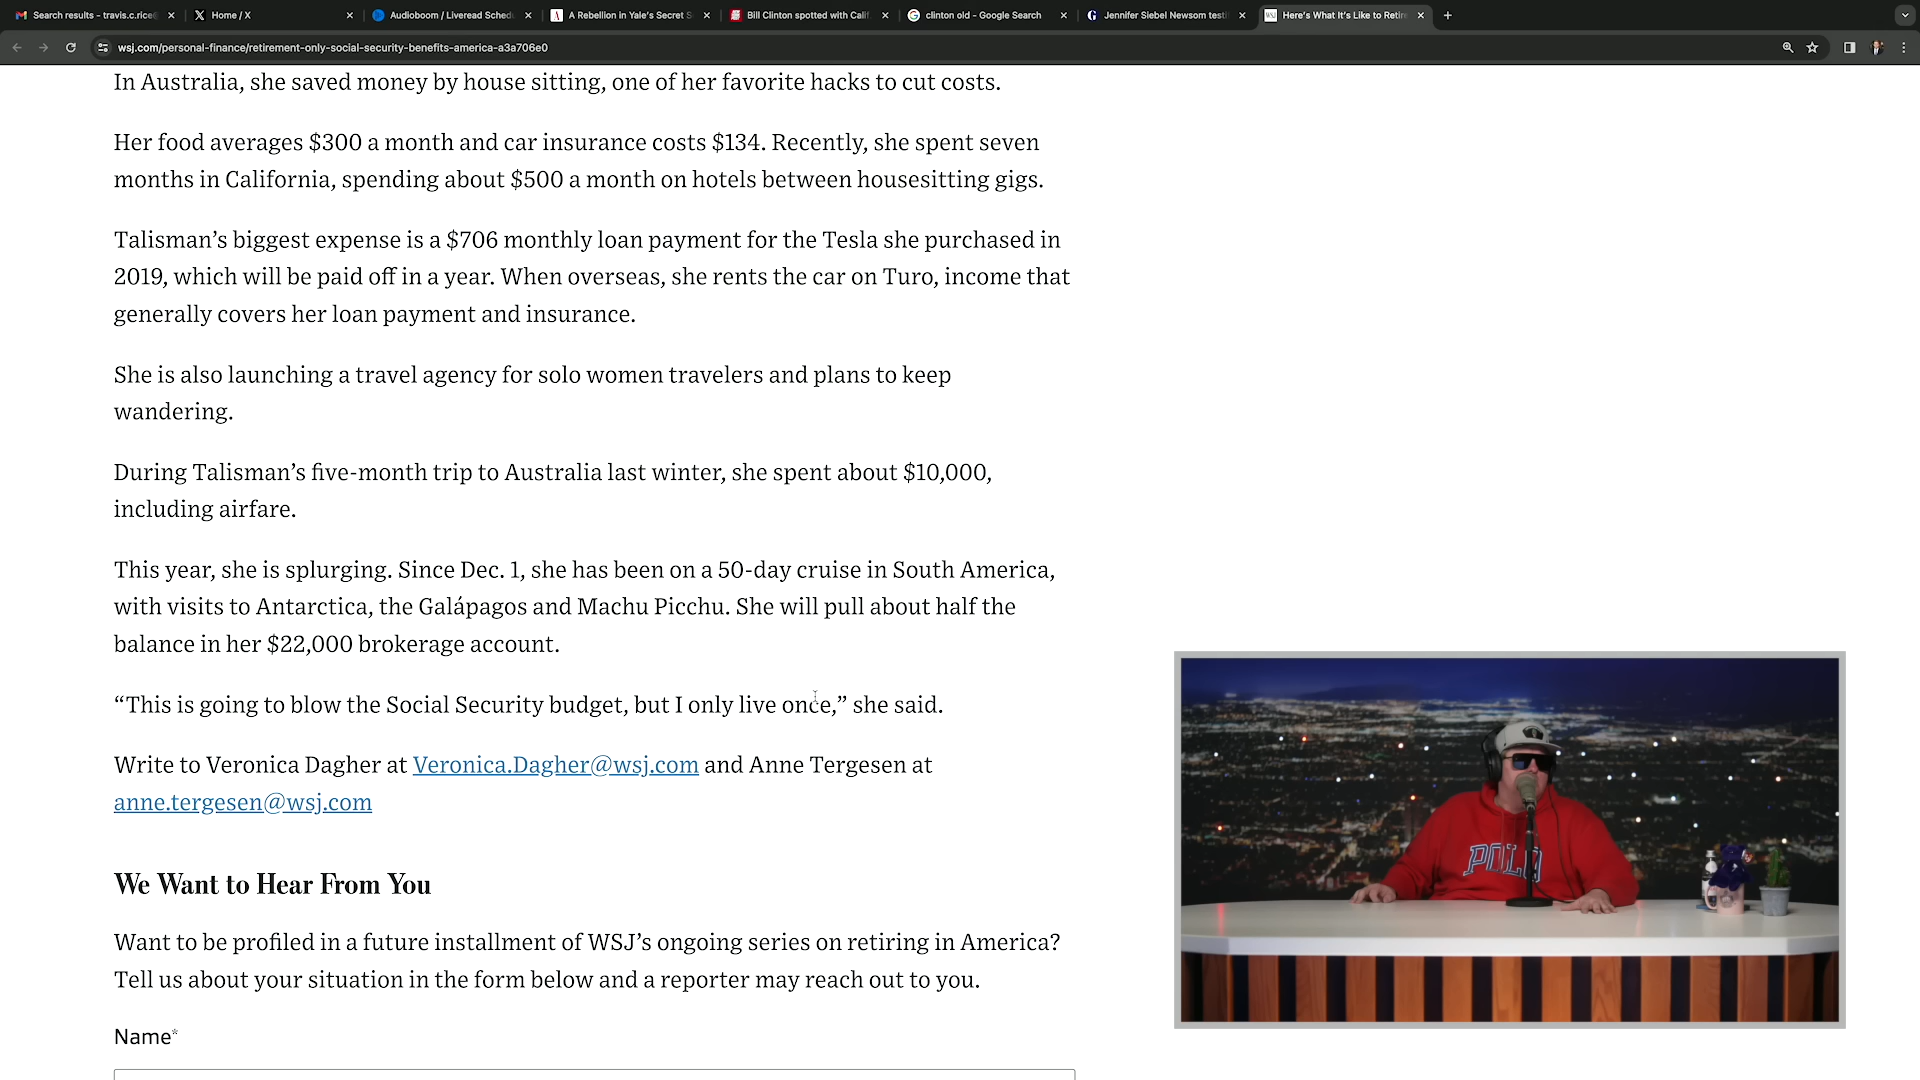 Search results - travis.c.rice
Home / X
Audioboom / Liveread Sched
A Rebellion in Yale's Secret S
Bill Clinton spotted with Calif
clinton old - Google Search
Jennifer Siebel Newsom testi
Here's What It's Like to Retir
wsj.com/personal-finance/retirement-only-social-security-benefits-america-a3a706e0
In Australia, she saved money by house sitting, one of her favorite hacks to cut costs.
Her food averages $300 a month and car insurance costs $134. Recently, she spent seven
months in California, spending about $500 a month on hotels between housesitting gigs.
Talisman’s biggest expense is a $706 monthly loan payment for the Tesla she purchased in
2019, which will be paid off in a year. When overseas, she rents the car on Turo, income that
generally covers her loan payment and insurance.
She is also launching a travel agency for solo women travelers and plans to keep
wandering.
During Talisman’s five-month trip to Australia last winter, she spent about $10,000,
including airfare.
This year, she is splurging. Since Dec. 1, she has been on a 50-day cruise in South America,
with visits to Antarctica, the Galápagos and Machu Picchu. She will pull about half the
balance in her $22,000 brokerage account.
“This is going to blow the Social Security budget, but I only live once,” she said.
Write to Veronica Dagher at Veronica.Dagher@wsj.com and Anne Tergesen at
anne.tergesen@wsj.com
We Want to Hear From You
Want to be profiled in a future installment of WSJ’s ongoing series on retiring in America?
Tell us about your situation in the form below and a reporter may reach out to you.
Name*
POLO